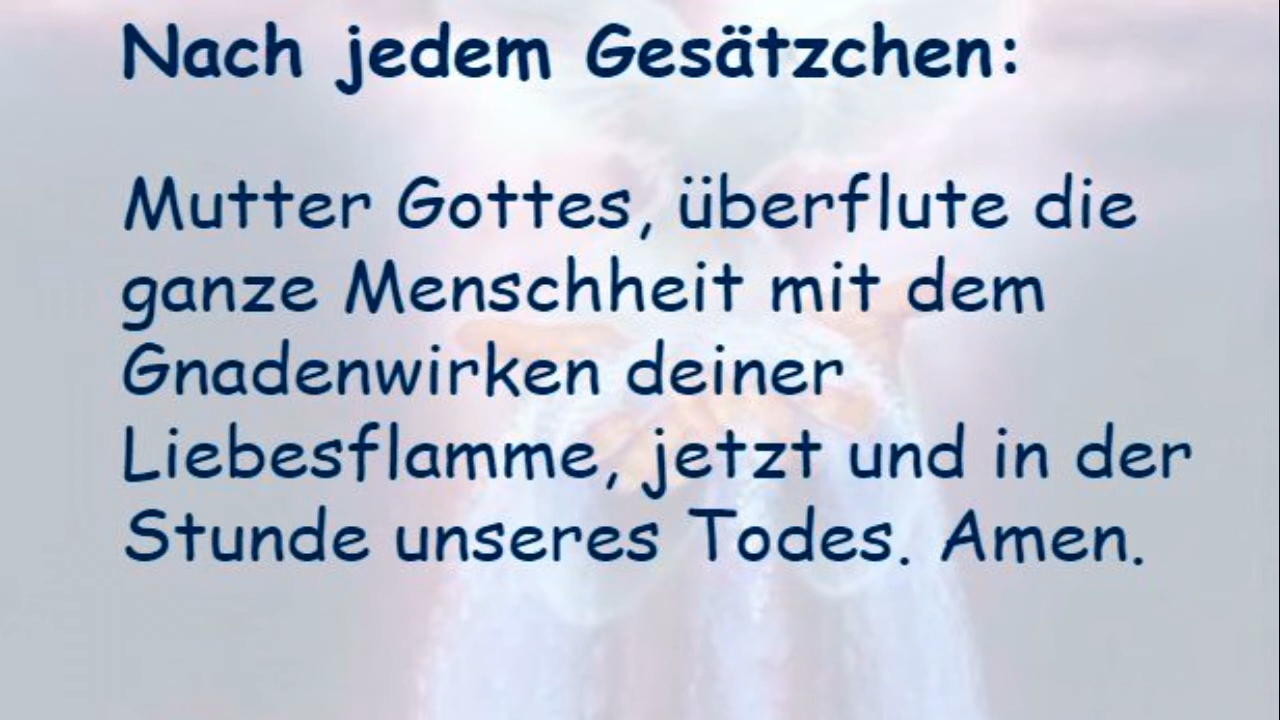 Nach jedem Gesätzchen:
Mutter Gottes, überflute die
ganze Menschheit mit dem
Gnadenwirken deiner
Liebesflamme, jetzt und in der
Stunde unseres Todes. Amen.